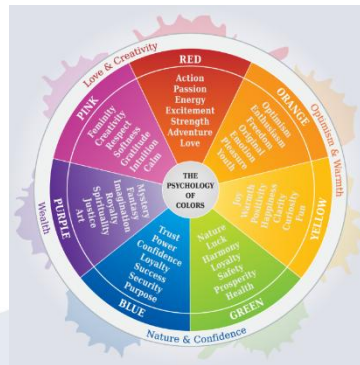 Love & Creativity
Optimism & Warmth
Nature & Confidence
Wealth
THE
PSYCHOLOGY
OF
COLORS
RED
Action
Passion
Energy
Excitement
Strength
Adventure
Love
ORANGE
Optimism
Enthusiasm
Freedom
Original
Emotion
Pleasure
Youth
YELLOW
Joy
Warmth
Positivity
Happiness
Clarity
Curiosity
Fun
GREEN
Nature
Luck
Harmony
Loyalty
Safety
Prosperity
Health
BLUE
Trust
Power
Confidence
Loyalty
Success
Security
Purpose
PURPLE
Mystery
Fantasy
Imagination
Royalty
Spirituality
Justice
Art
PINK
Feminity
Creativity
Respect
Softness
Gratitude
Intuition
Calm